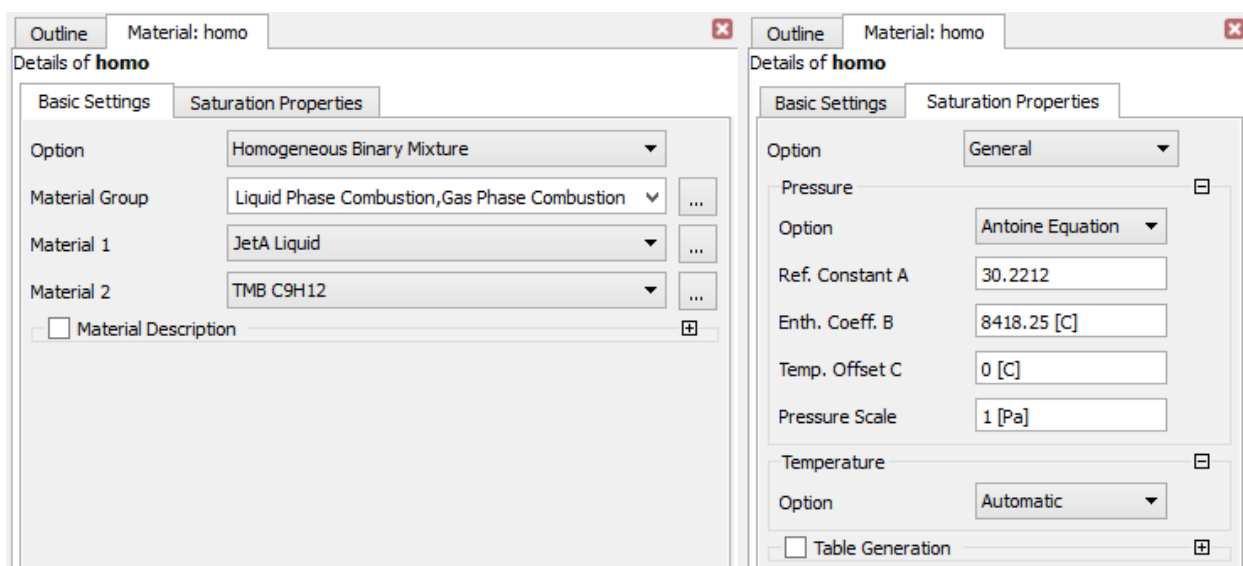 Outline Material: homo
Details of homo
Basic Settings Saturation Properties
Option Homogeneous Binary Mixture
Material Group Liquid Phase Combustion,Gas Phase Combustion ...
Material 1 JetA Liquid ...
Material 2 TMB C9H12 ...
Material Description
Outline Material: homo
Details of homo
Basic Settings Saturation Properties
Option General
Pressure
Option Antoine Equation
Ref. Constant A 30.2212
Enth. Coeff. B 8418.25 [C]
Temp. Offset C 0 [C]
Pressure Scale 1 [Pa]
Temperature
Option Automatic
Table Generation